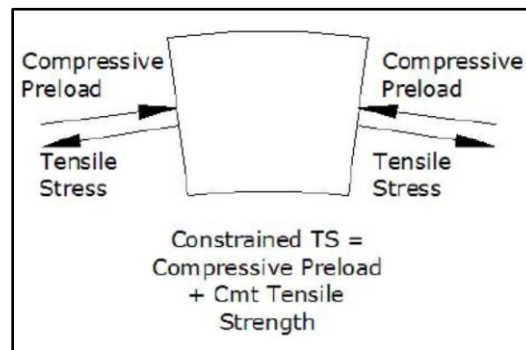 Compressive
Preload
Compressive
Preload
Tensile
Stress
Tensile
Stress
Constrained TS =
Compressive Preload
+ Cmt Tensile
Strength